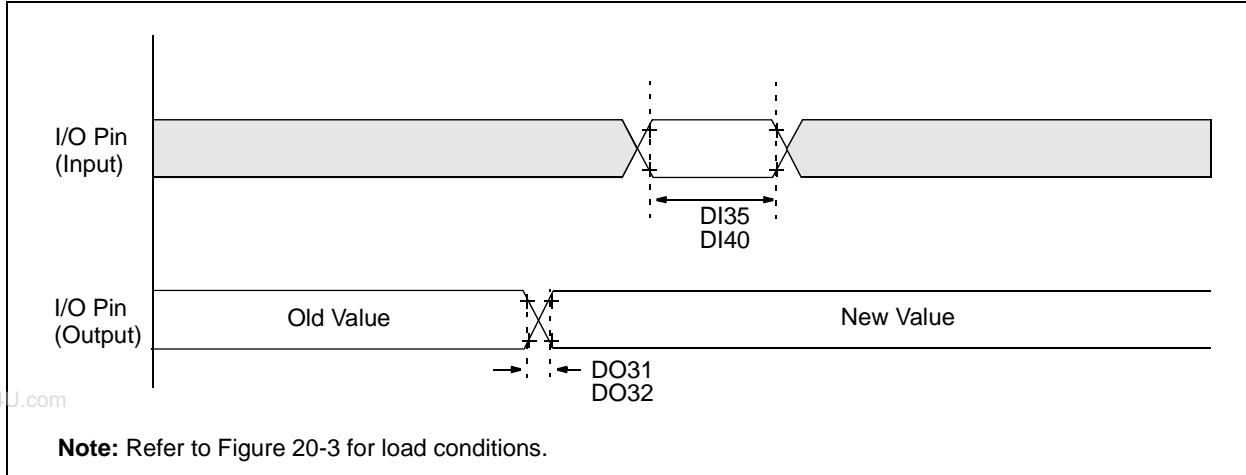 I/O Pin
(Input)
DI35
DI40
I/O Pin
(Output)
Old Value
New Value
DO31
DO32
Note: Refer to Figure 20-3 for load conditions.
U.com